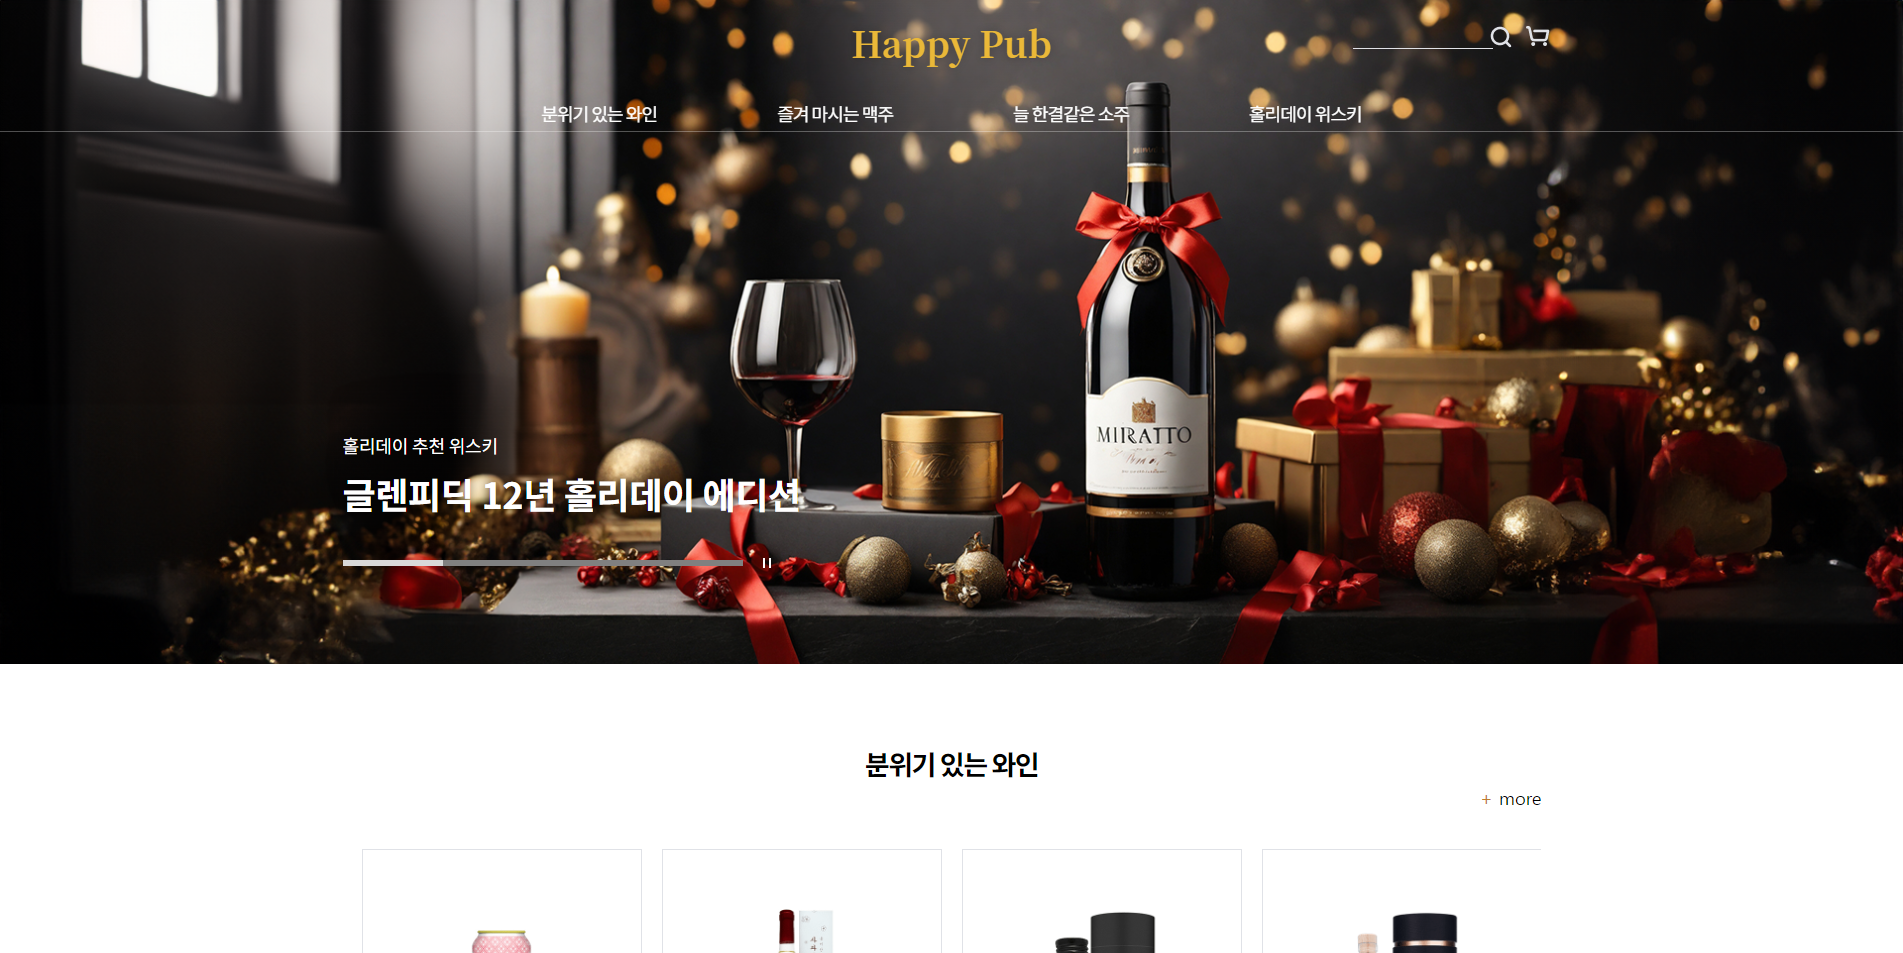 Happy Pub
분위기 있는 와인
즐겨 마시는 맥주
늘 한결같은 소주
홀리데이 위스키
MIRATTO
홀리데이 추천 위스키
글렌피딕 12년 홀리데이 에디션
분위기 있는 와인
+ more